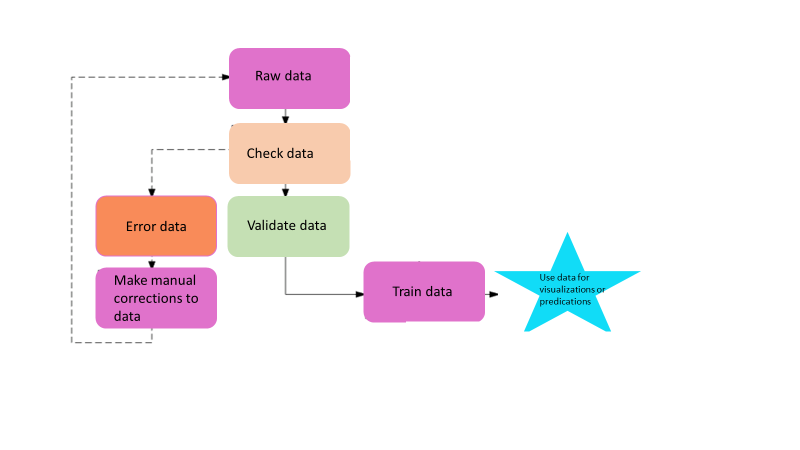 Raw data
Check data
Error data
Validate data
Make manual
corrections to
data
Train data
Use data for
visualizations or
predications